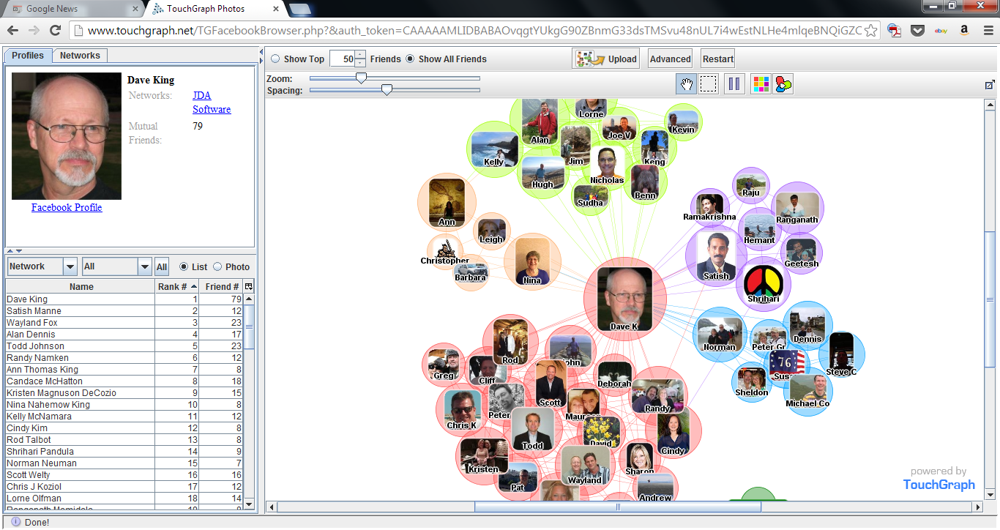 Google News
TouchGraph Photos
www.touchgraph.net/TGFacebookBrowser.php?&auth_token=CAAAAAMLIDBABAOvqgtYUkgG90ZBnmG33dsTMSvu48nUL7i4wEstNLHe4mlqeBNQiGZC
ebay
a
Profiles
Networks
Show Top
50
Friends
Show All Friends
Upload
Advanced
Restart
Zoom:
Spacing:
Dave King
Networks:
JDA
Software
Mutual
Friends:
79
Facebook Profile
Network
All
All
List
Photo
Name Rank # Friend #
Dave King 1 79
Satish Manne 2 12
Wayland Fox 3 23
Alan Dennis 4 17
Todd Johnson 5 23
Randy Namken 6 12
Ann Thomas King 7 8
Candace McHatton 8 18
Kristen Magnuson DeCozio 9 15
Nina Nahemow King 10 8
Kelly McNamara 11 12
Cindy Kim 12 8
Rod Talbot 13 8
Shrihari Pandula 14 9
Norman Neuman 15 7
Scott Welty 16 16
Chris J Koziol 17 12
Lorne Olfman 18 14
Lorne
Alan
Joe V
Kevin
Kelly
Jim
Keng
Hugh
Nicholas
Benn
Sudha
Ann
Leigh
Christopher
Barbara
Nina
Raju
Ramakrishna
Ranganath
Hemant
Geetesh
Satish
Shrihari
Dave K
Norman
Peter Gr
Dennis
76
Steve C
Sheldon
Michael Co
Rod
John
Greg
Cliff
Deborah
Scott
Peter
Randy
Chris K
Todd
David
Cindy
Kristen
Sharon
Pat
Wayland
Andrew
powered by
TouchGraph
Done!